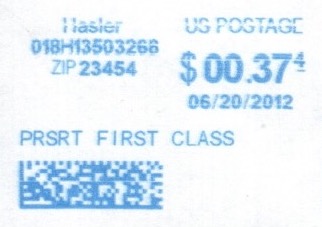 Hasler
018H13503266
ZIP 23454
US POSTAGE
$00.37⁴
06/20/2012
PRSRT FIRST CLASS